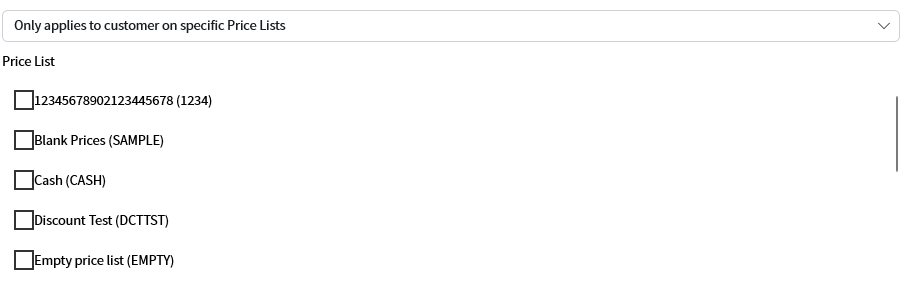 Only applies to customer on specific Price Lists
Price List
12345678902123445678 (1234)
Blank Prices (SAMPLE)
Cash (CASH)
Discount Test (DCTTST)
Empty price list (EMPTY)